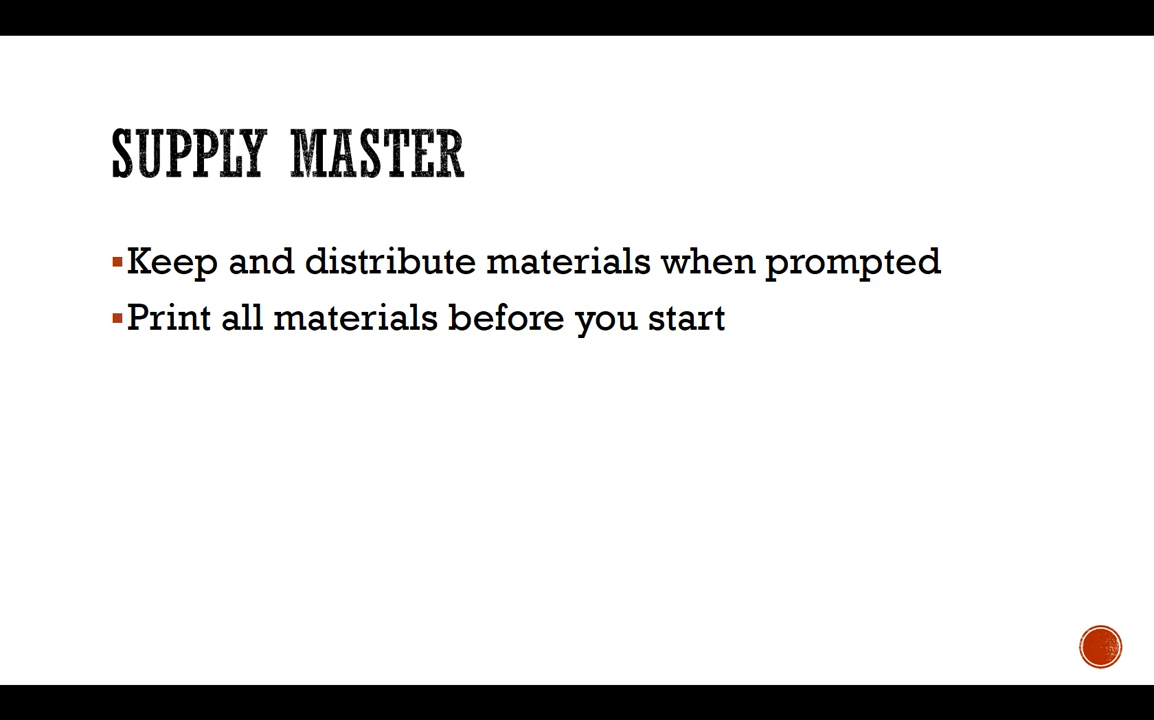 SUPPLY MASTER
▪Keep and distribute materials when prompted
▪Print all materials before you start